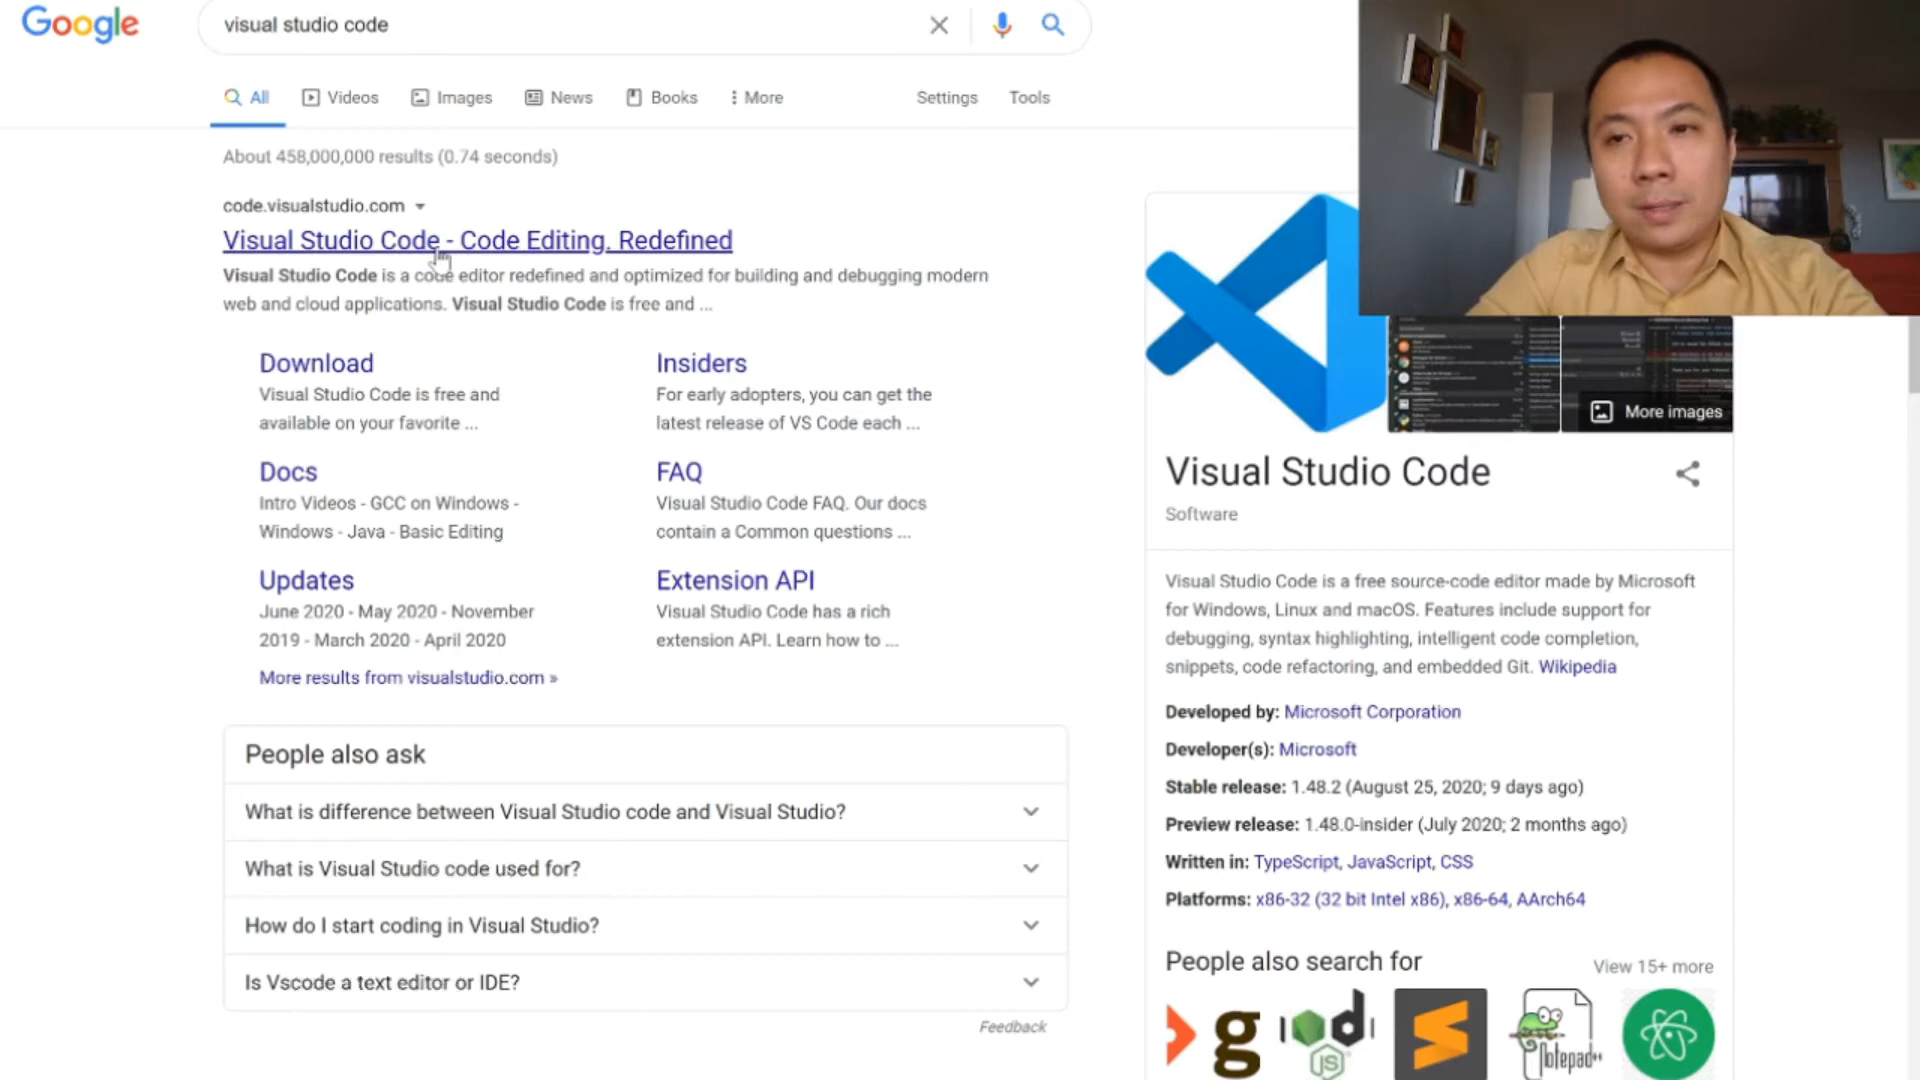 Google
visual studio code
All
Videos
Images
News
Books
More
Settings
Tools
About 458,000,000 results (0.74 seconds)
code.visualstudio.com
Visual Studio Code - Code Editing. Redefined
Visual Studio Code is a code editor redefined and optimized for building and debugging modern
web and cloud applications. Visual Studio Code is free and ...
Download
Visual Studio Code is free and
available on your favorite ...
Insiders
For early adopters, you can get the
latest release of VS Code each ...
Docs
Intro Videos - GCC on Windows -
Windows - Java - Basic Editing
FAQ
Visual Studio Code FAQ. Our docs
contain a Common questions ...
Updates
June 2020 - May 2020 - November
2019 - March 2020 - April 2020
Extension API
Visual Studio Code has a rich
extension API. Learn how to ...
More results from visualstudio.com »
People also ask
What is difference between Visual Studio code and Visual Studio?
What is Visual Studio code used for?
How do I start coding in Visual Studio?
Is Vscode a text editor or IDE?
Feedback
More images
Visual Studio Code
Software
Visual Studio Code is a free source-code editor made by Microsoft
for Windows, Linux and macOS. Features include support for
debugging, syntax highlighting, intelligent code completion,
snippets, code refactoring, and embedded Git. Wikipedia
Developed by: Microsoft Corporation
Developer(s): Microsoft
Stable release: 1.48.2 (August 25, 2020; 9 days ago)
Preview release: 1.48.0-insider (July 2020; 2 months ago)
Written in: TypeScript, JavaScript, CSS
Platforms: x86-32 (32 bit Intel x86), x86-64, AArch64
People also search for
View 15+ more
g
d
JS
Notepad++